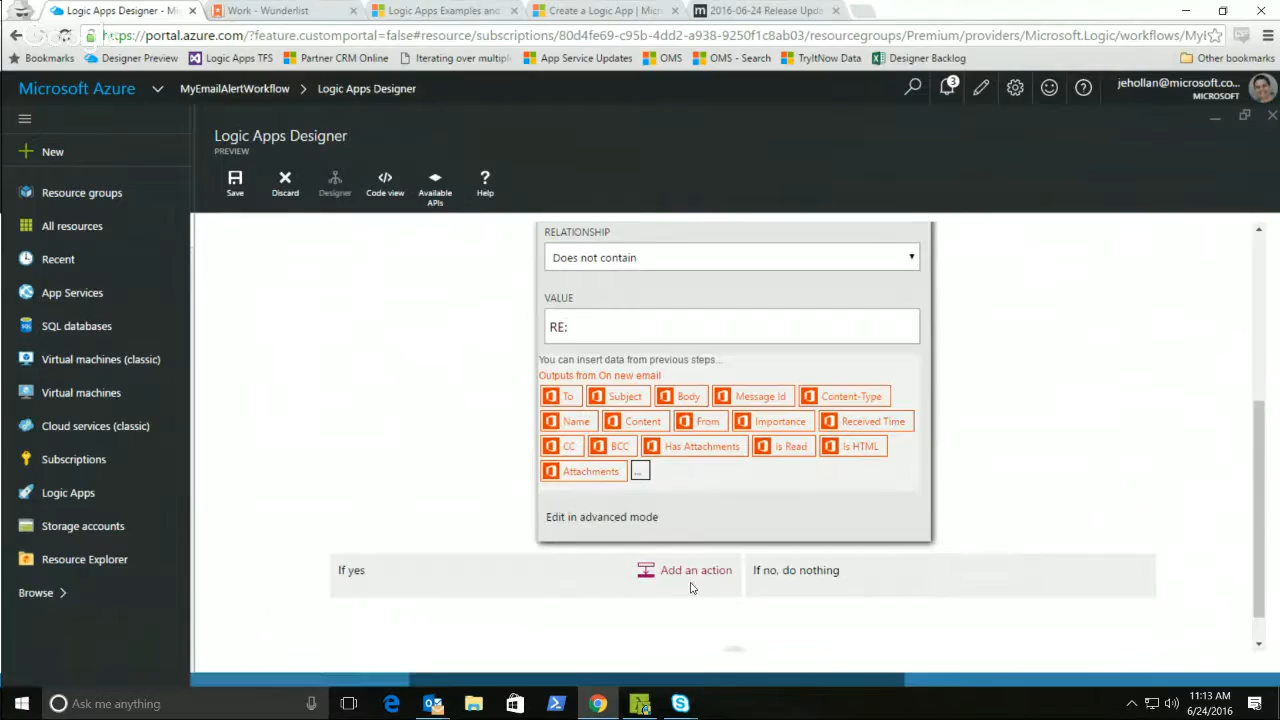 Logic Apps Designer - Mi
Work - Wunderlist
Logic Apps Examples and
Create a Logic App | Micr
2016-06-24 Release Upd
https://portal.azure.com/?feature.customportal=false#resource/subscriptions/80d4fe69-c95b-4dd2-a938-9250f1c8ab03/resourcegroups/Premium/providers/Microsoft.Logic/workflows/MyE
Bookmarks
Designer Preview
Logic Apps TFS
Partner CRM Online
Iterating over multiple
App Service Updates
OMS
OMS - Search
TryItNow Data
Designer Backlog
Other bookmarks
Microsoft Azure
MyEmailAlertWorkflow
Logic Apps Designer
3
jehollan@microsoft.co...
MICROSOFT
New
Resource groups
All resources
Recent
App Services
SQL databases
Virtual machines (classic)
Virtual machines
Cloud services (classic)
Subscriptions
Logic Apps
Storage accounts
Resource Explorer
Browse
Logic Apps Designer
PREVIEW
Save
Discard
Designer
Code view
Available APIs
Help
RELATIONSHIP
Does not contain
VALUE
RE:
You can insert data from previous steps...
Outputs from On new email
To
Subject
Body
Message Id
Content-Type
Name
Content
From
Importance
Received Time
CC
BCC
Has Attachments
Is Read
Is HTML
Attachments
...
Edit in advanced mode
If yes
Add an action
If no, do nothing
Ask me anything
11:13 AM
6/24/2016